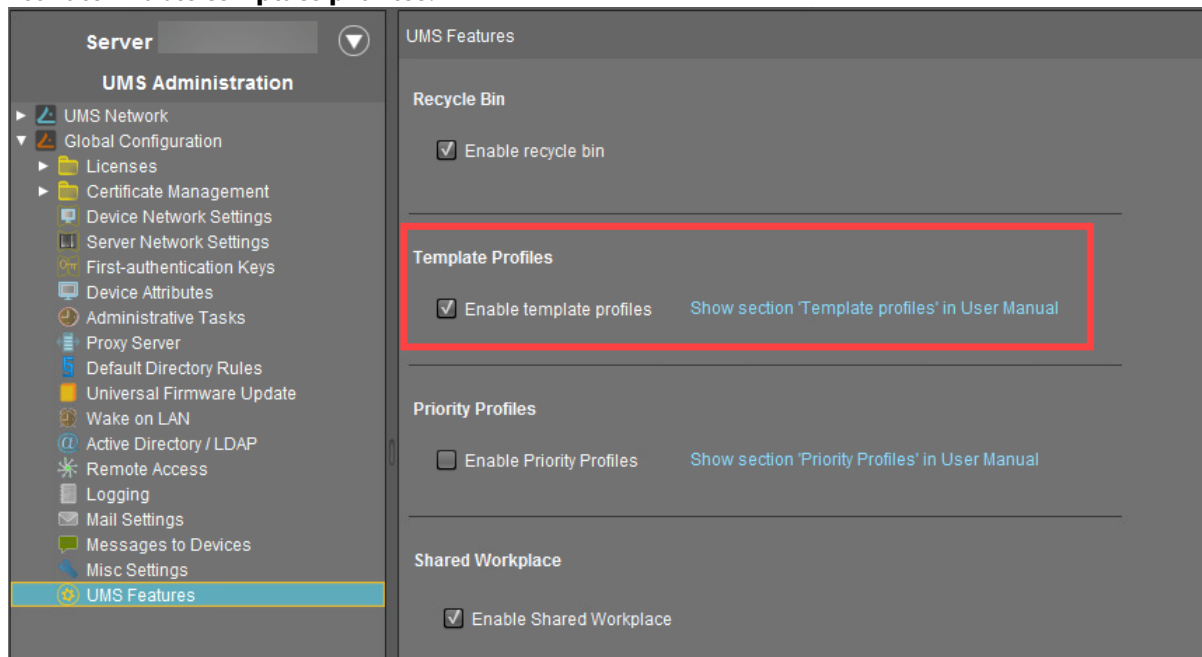 Server
UMS Administration
UMS Network
Global Configuration
Licenses
Certificate Management
Device Network Settings
Server Network Settings
First-authentication Keys
Device Attributes
Administrative Tasks
Proxy Server
Default Directory Rules
Universal Firmware Update
Wake on LAN
Active Directory / LDAP
Remote Access
Logging
Mail Settings
Messages to Devices
Misc Settings
UMS Features
UMS Features
Recycle Bin
Enable recycle bin
Template Profiles
Enable template profiles Show section 'Template profiles' in User Manual
Priority Profiles
Enable Priority Profiles Show section 'Priority Profiles' in User Manual
Shared Workplace
Enable Shared Workplace